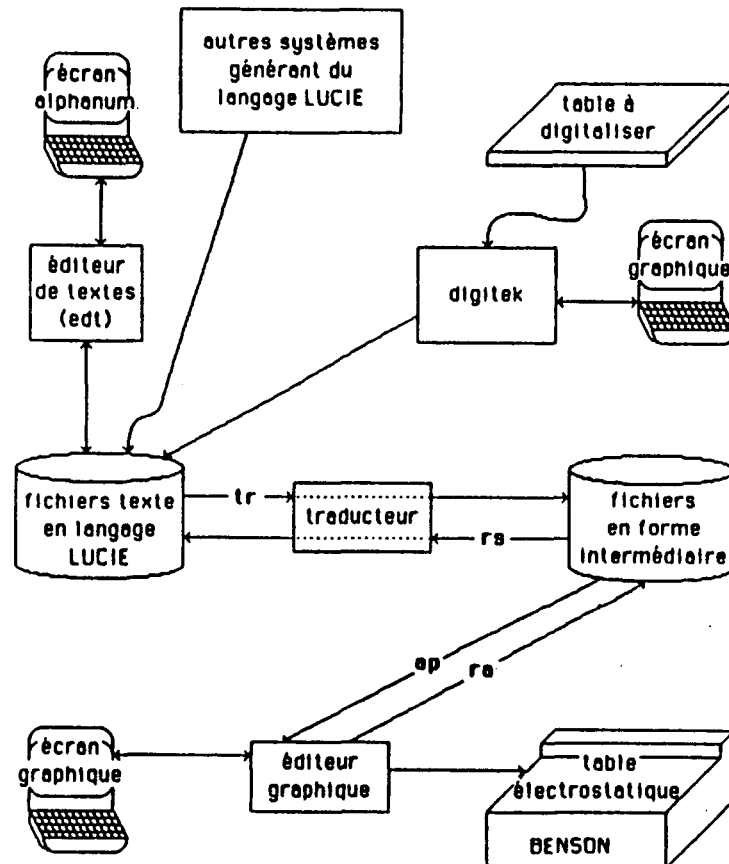 autres systèmes
générant du
langage LUCIE
écran
alphanum.
table à
digitaliser
éditeur
de textes
(edt)
digitek
écran
graphique
fichiers texte
en langage
LUCIE
tr
traducteur
rs
fichiers
en forme
intermédiaire
ap
ra
écran
graphique
éditeur
graphique
table
électrostatique
BENSON